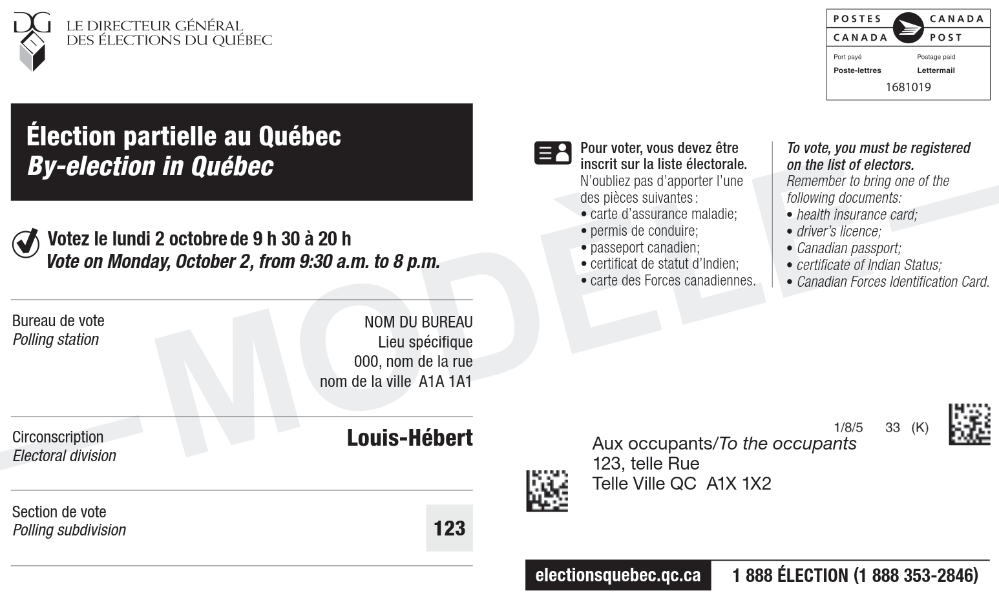 LE DIRECTEUR GÉNÉRAL
DES ÉLECTIONS DU QUÉBEC
POSTES CANADA
CANADA POST
Port payé Postage paid
Poste-lettres Lettermail
1681019
Élection partielle au Québec
By-election in Québec
Votez le lundi 2 octobre de 9 h 30 à 20 h
Vote on Monday, October 2, from 9:30 a.m. to 8 p.m.
Bureau de vote
Polling station
NOM DU BUREAU
Lieu spécifique
000, nom de la rue
nom de la ville A1A 1A1
Circonscription
Electoral division
Louis-Hébert
Section de vote
Polling subdivision
123
Pour voter, vous devez être
inscrit sur la liste électorale.
N'oubliez pas d'apporter l'une
des pièces suivantes :
• carte d'assurance maladie;
• permis de conduire;
• passeport canadien;
• certificat de statut d'Indien;
• carte des Forces canadiennes.
To vote, you must be registered
on the list of electors.
Remember to bring one of the
following documents:
• health insurance card;
• driver's licence;
• Canadian passport;
• certificate of Indian Status;
• Canadian Forces Identification Card.
MODÈLE
1/8/5 33 (K)
Aux occupants/To the occupants
123, telle Rue
Telle Ville QC A1X 1X2
electionsquebec.qc.ca
1 888 ÉLECTION (1 888 353-2846)